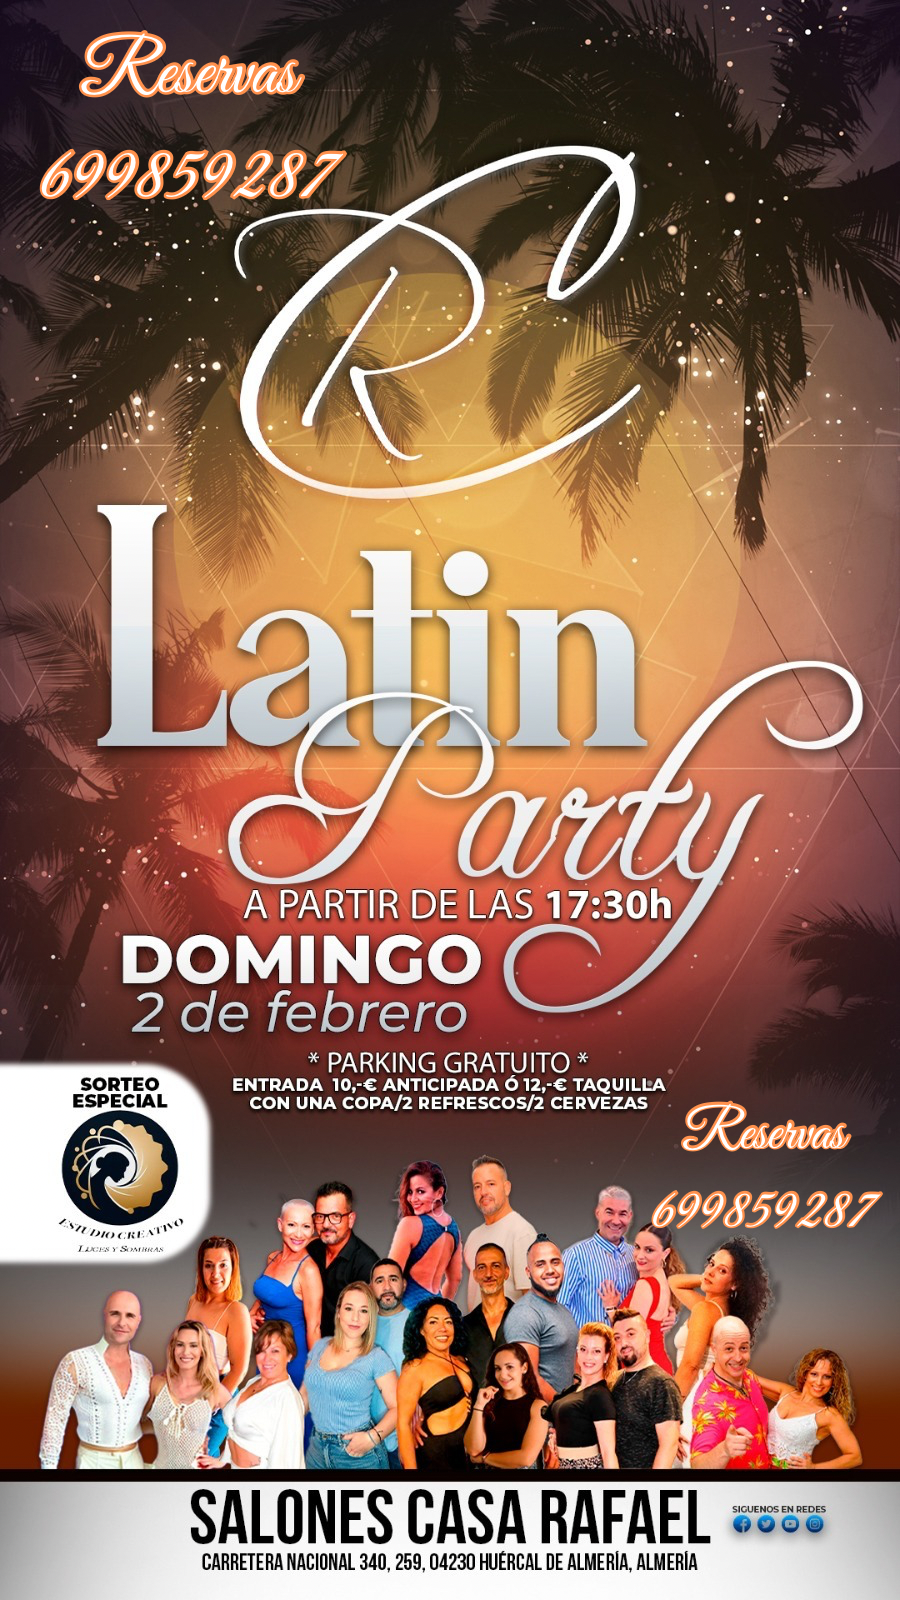 Reservas
699859287
RC
Latin
Party
A PARTIR DE LAS 17:30h
DOMINGO
2 de febrero
* PARKING GRATUITO *
ENTRADA 10,-€ ANTICIPADA Ó 12,-€ TAQUILLA
CON UNA COPA/2 REFRESCOS/2 CERVEZAS
SORTEO
ESPECIAL
ESTUDIO CREATIVO
LUCES Y SOMBRAS
Reservas
699859287
SALONES CASA RAFAEL
CARRETERA NACIONAL 340, 259, 04230 HUÉRCAL DE ALMERÍA, ALMERÍA
SIGUENOS EN REDES